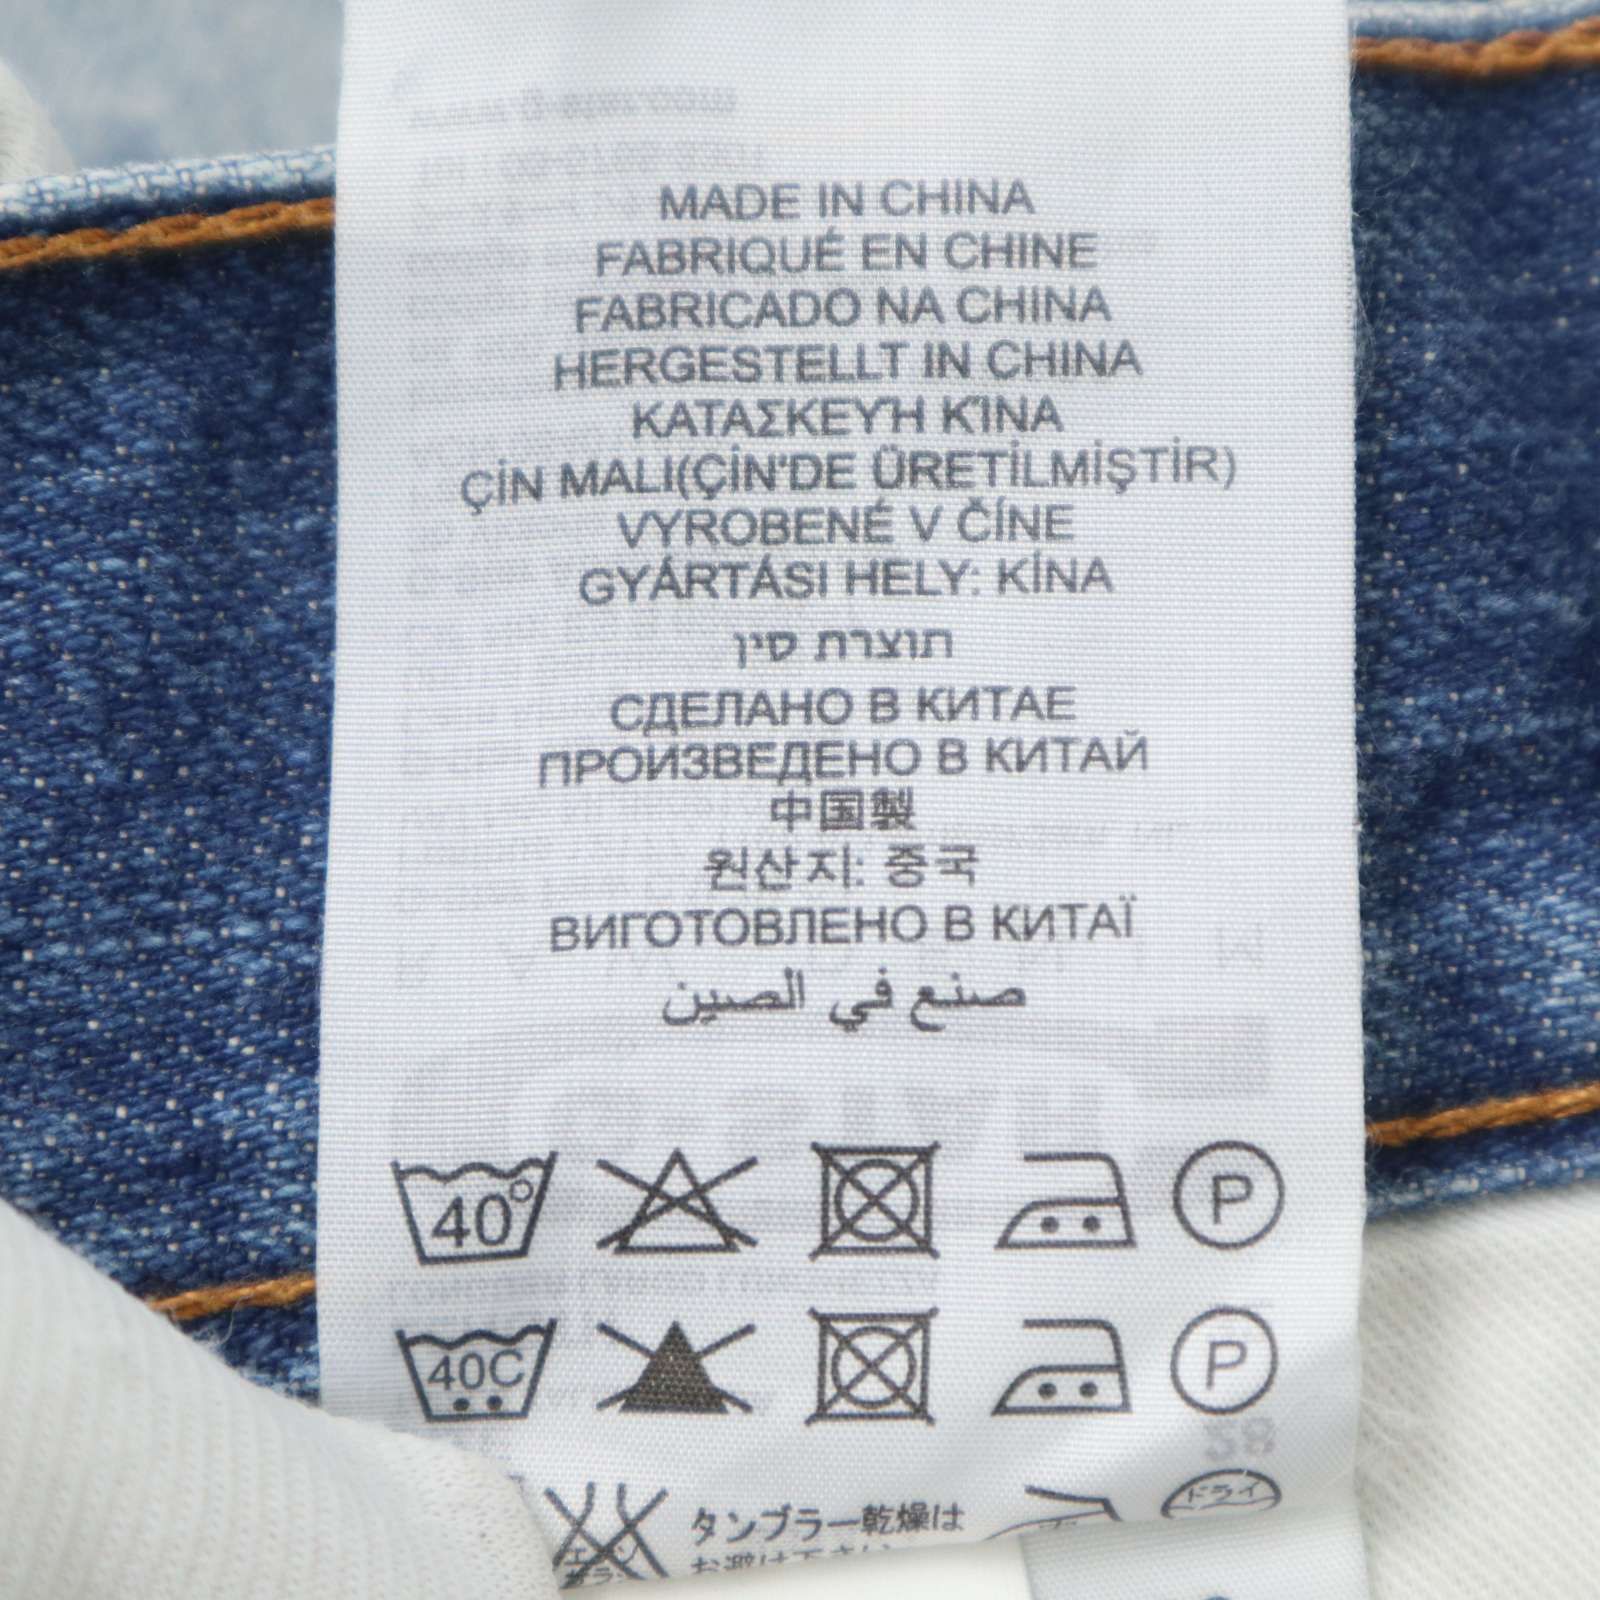 MADE IN CHINA
FABRIQUÉ EN CHINE
FABRICADO NA CHINA
HERGESTELLT IN CHINA
ΚΑΤΑΣΚΕΥΉ ΚΊΝΑ
ÇİN MALI(ÇİN'DE ÜRETİLMİŞTİR)
VYROBENÉ V ČÍNE
GYÁRTÁSI HELY: KÍNA
תוצרת סין
СДЕЛАНО В КИТАЕ
ПРОИЗВЕДЕНО В КИТАЙ
中国製
원산지: 중국
ВИГОТОВЛЕНО В КИТАЇ
صنع في الصين
40° P
40C P
タンブラー乾燥は ドライ